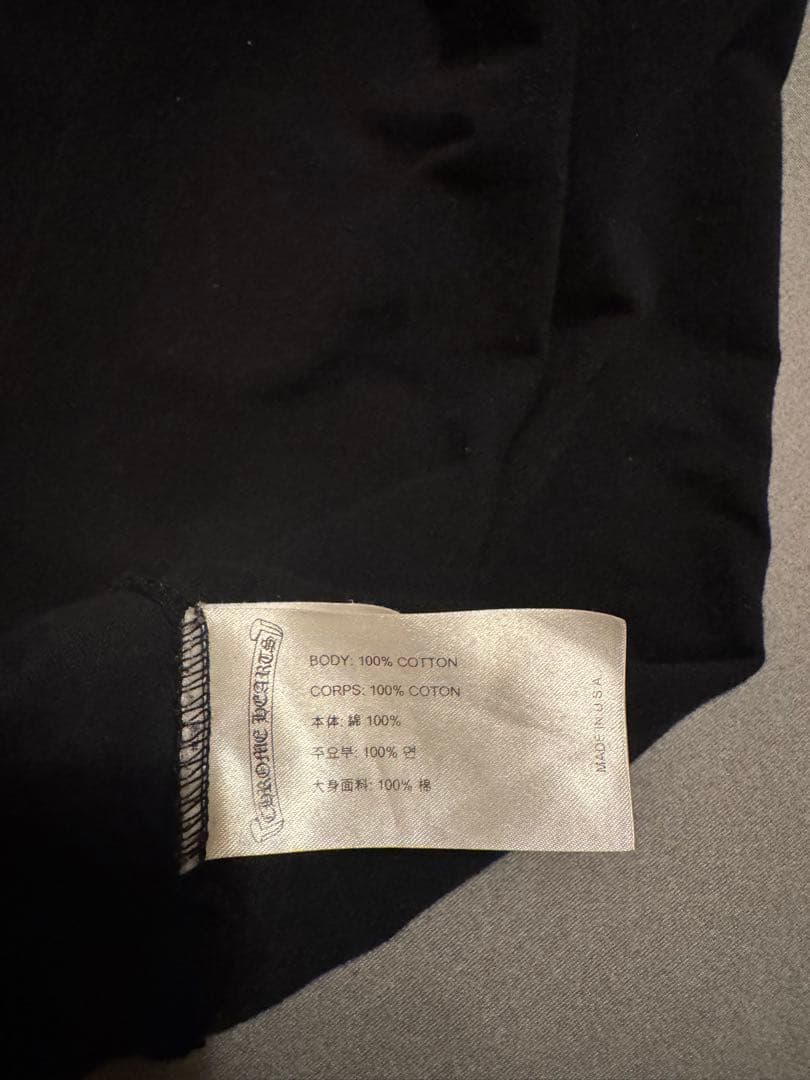 CHROME HEARTS
BODY: 100% COTTON
CORPS: 100% COTON
本体: 綿 100%
주요부: 100% 면
大身面料: 100% 棉
MADE IN U.S.A.